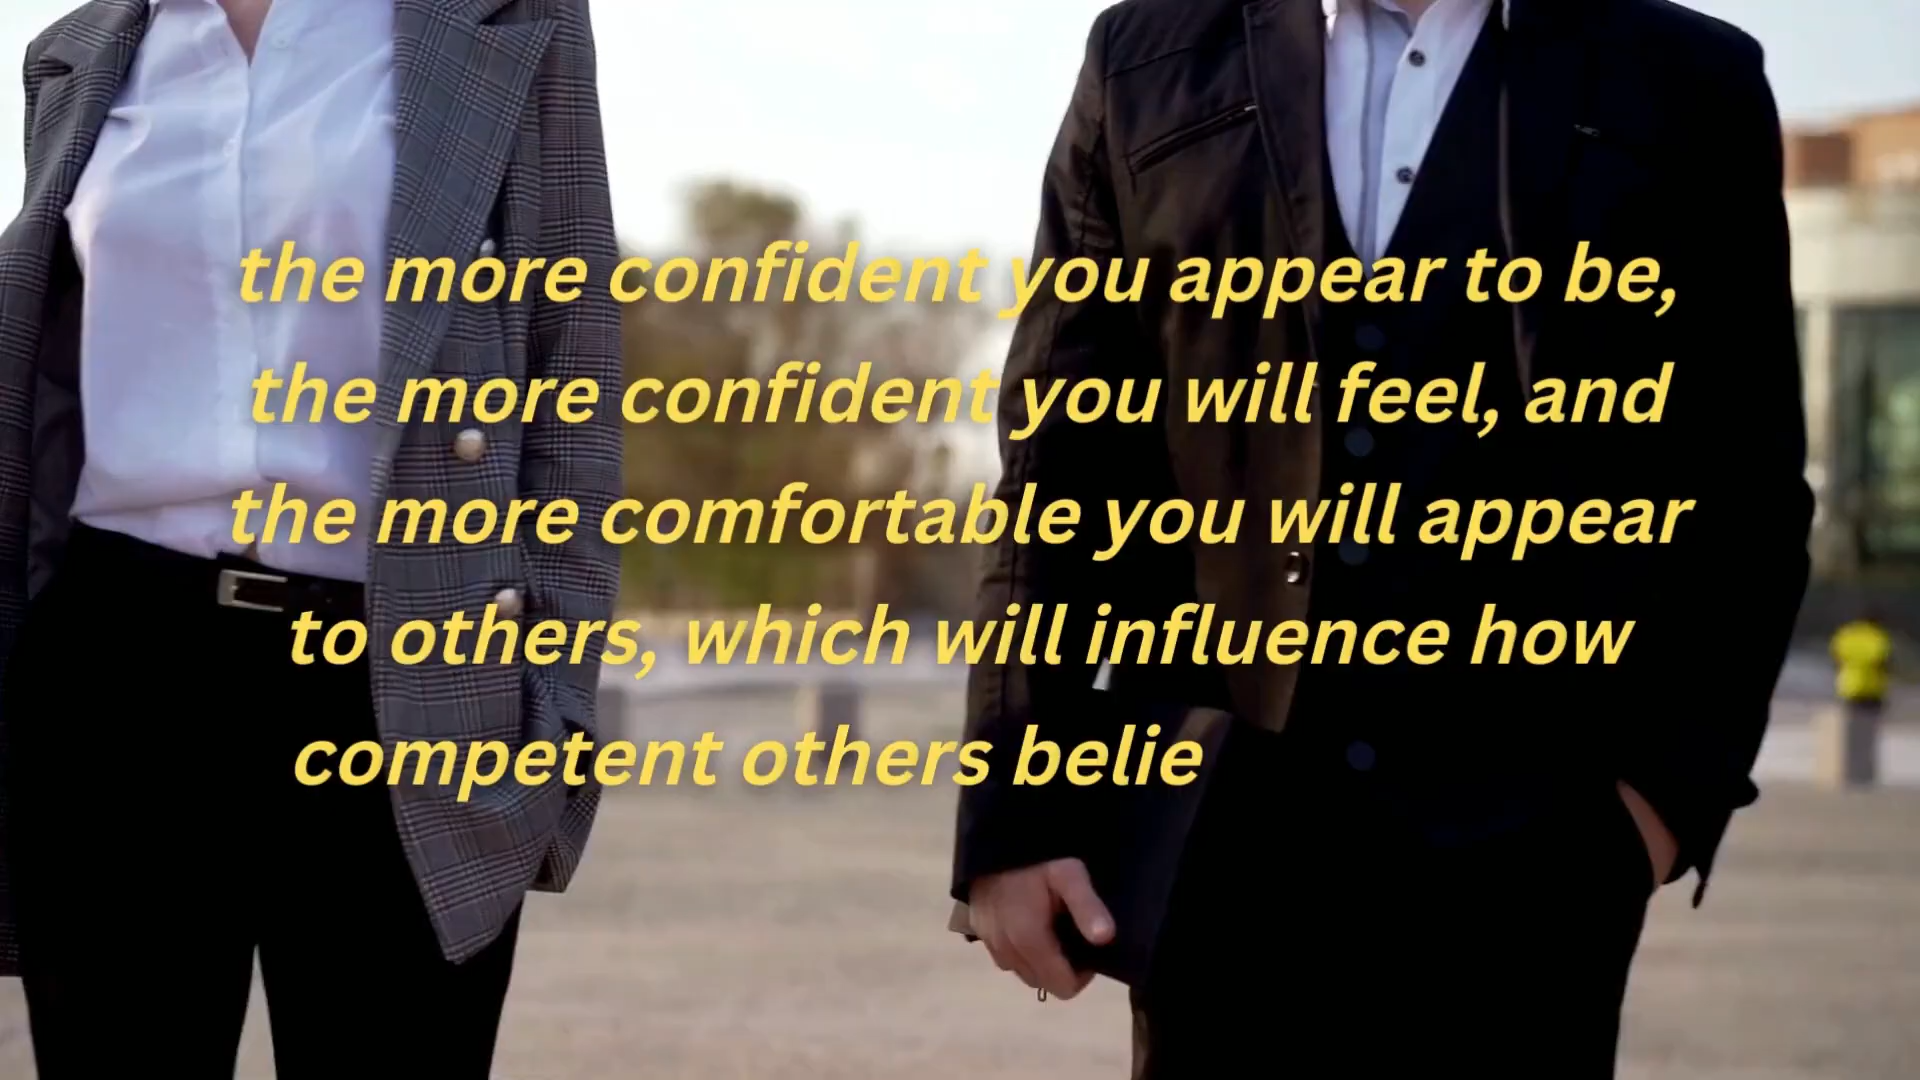 the more confident you appear to be,
the more confident you will feel, and
the more comfortable you will appear
to others, which will influence how
competent others belie